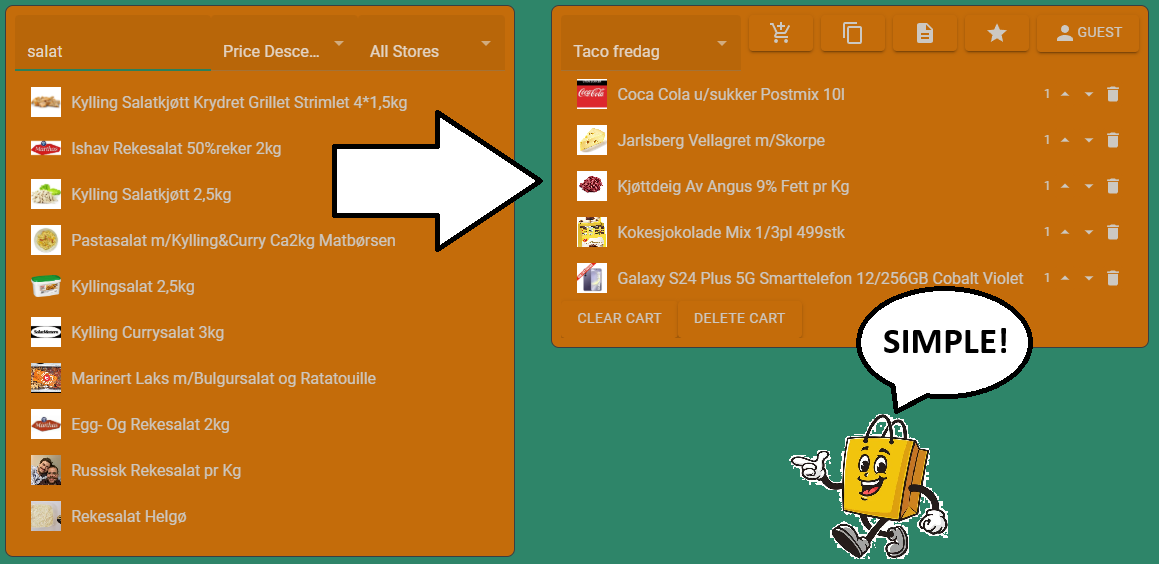 salat
Price Desce...
All Stores
Kylling Salatkjøtt Krydret Grillet Strimlet 4*1,5kg
Ishav Rekesalat 50%reker 2kg
Kylling Salatkjøtt 2,5kg
Pastasalat m/Kylling&Curry Ca2kg Matbørsen
Kyllingsalat 2,5kg
Kylling Currysalat 3kg
Marinert Laks m/Bulgursalat og Ratatouille
Egg- Og Rekesalat 2kg
Russisk Rekesalat pr Kg
Rekesalat Helgø
Taco fredag
GUEST
Coca Cola u/sukker Postmix 10l 1
Jarlsberg Vellagret m/Skorpe 1
Kjøttdeig Av Angus 9% Fett pr Kg 1
Kokesjokolade Mix 1/3pl 499stk 1
Galaxy S24 Plus 5G Smarttelefon 12/256GB Cobalt Violet 1
CLEAR CART
DELETE CART
SIMPLE!